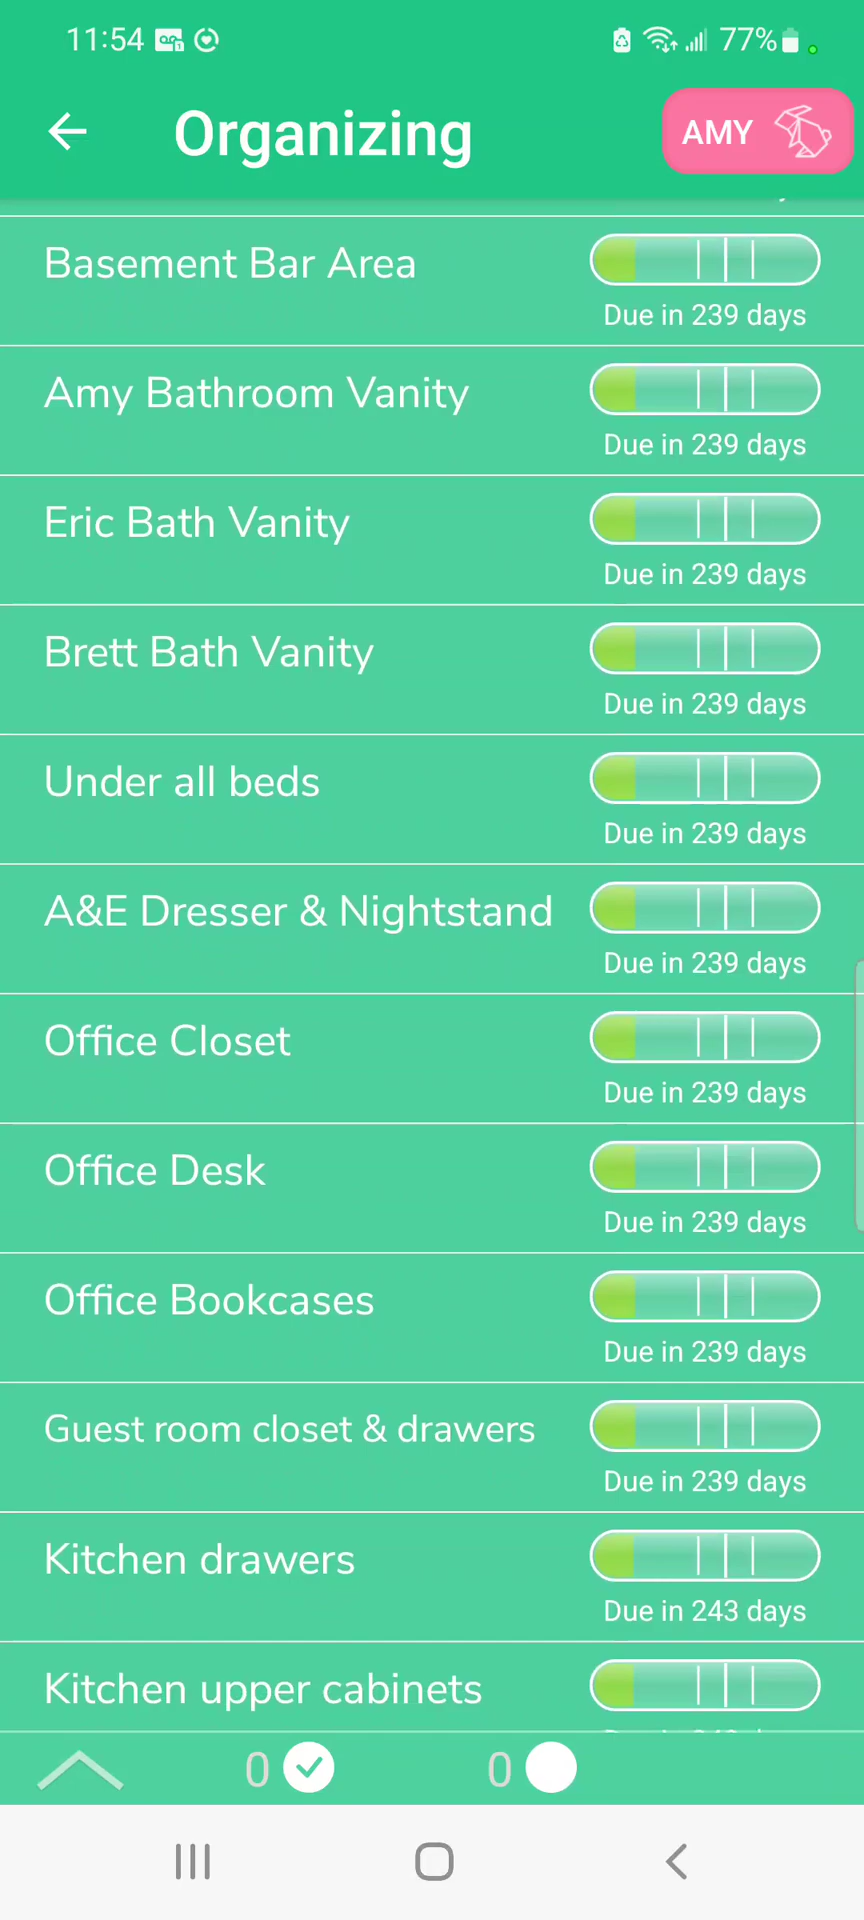 11:54
77%
Organizing
AMY
Basement Bar Area
Due in 239 days
Amy Bathroom Vanity
Due in 239 days
Eric Bath Vanity
Due in 239 days
Brett Bath Vanity
Due in 239 days
Under all beds
Due in 239 days
A&E Dresser & Nightstand
Due in 239 days
Office Closet
Due in 239 days
Office Desk
Due in 239 days
Office Bookcases
Due in 239 days
Guest room closet & drawers
Due in 239 days
Kitchen drawers
Due in 243 days
Kitchen upper cabinets
0
0